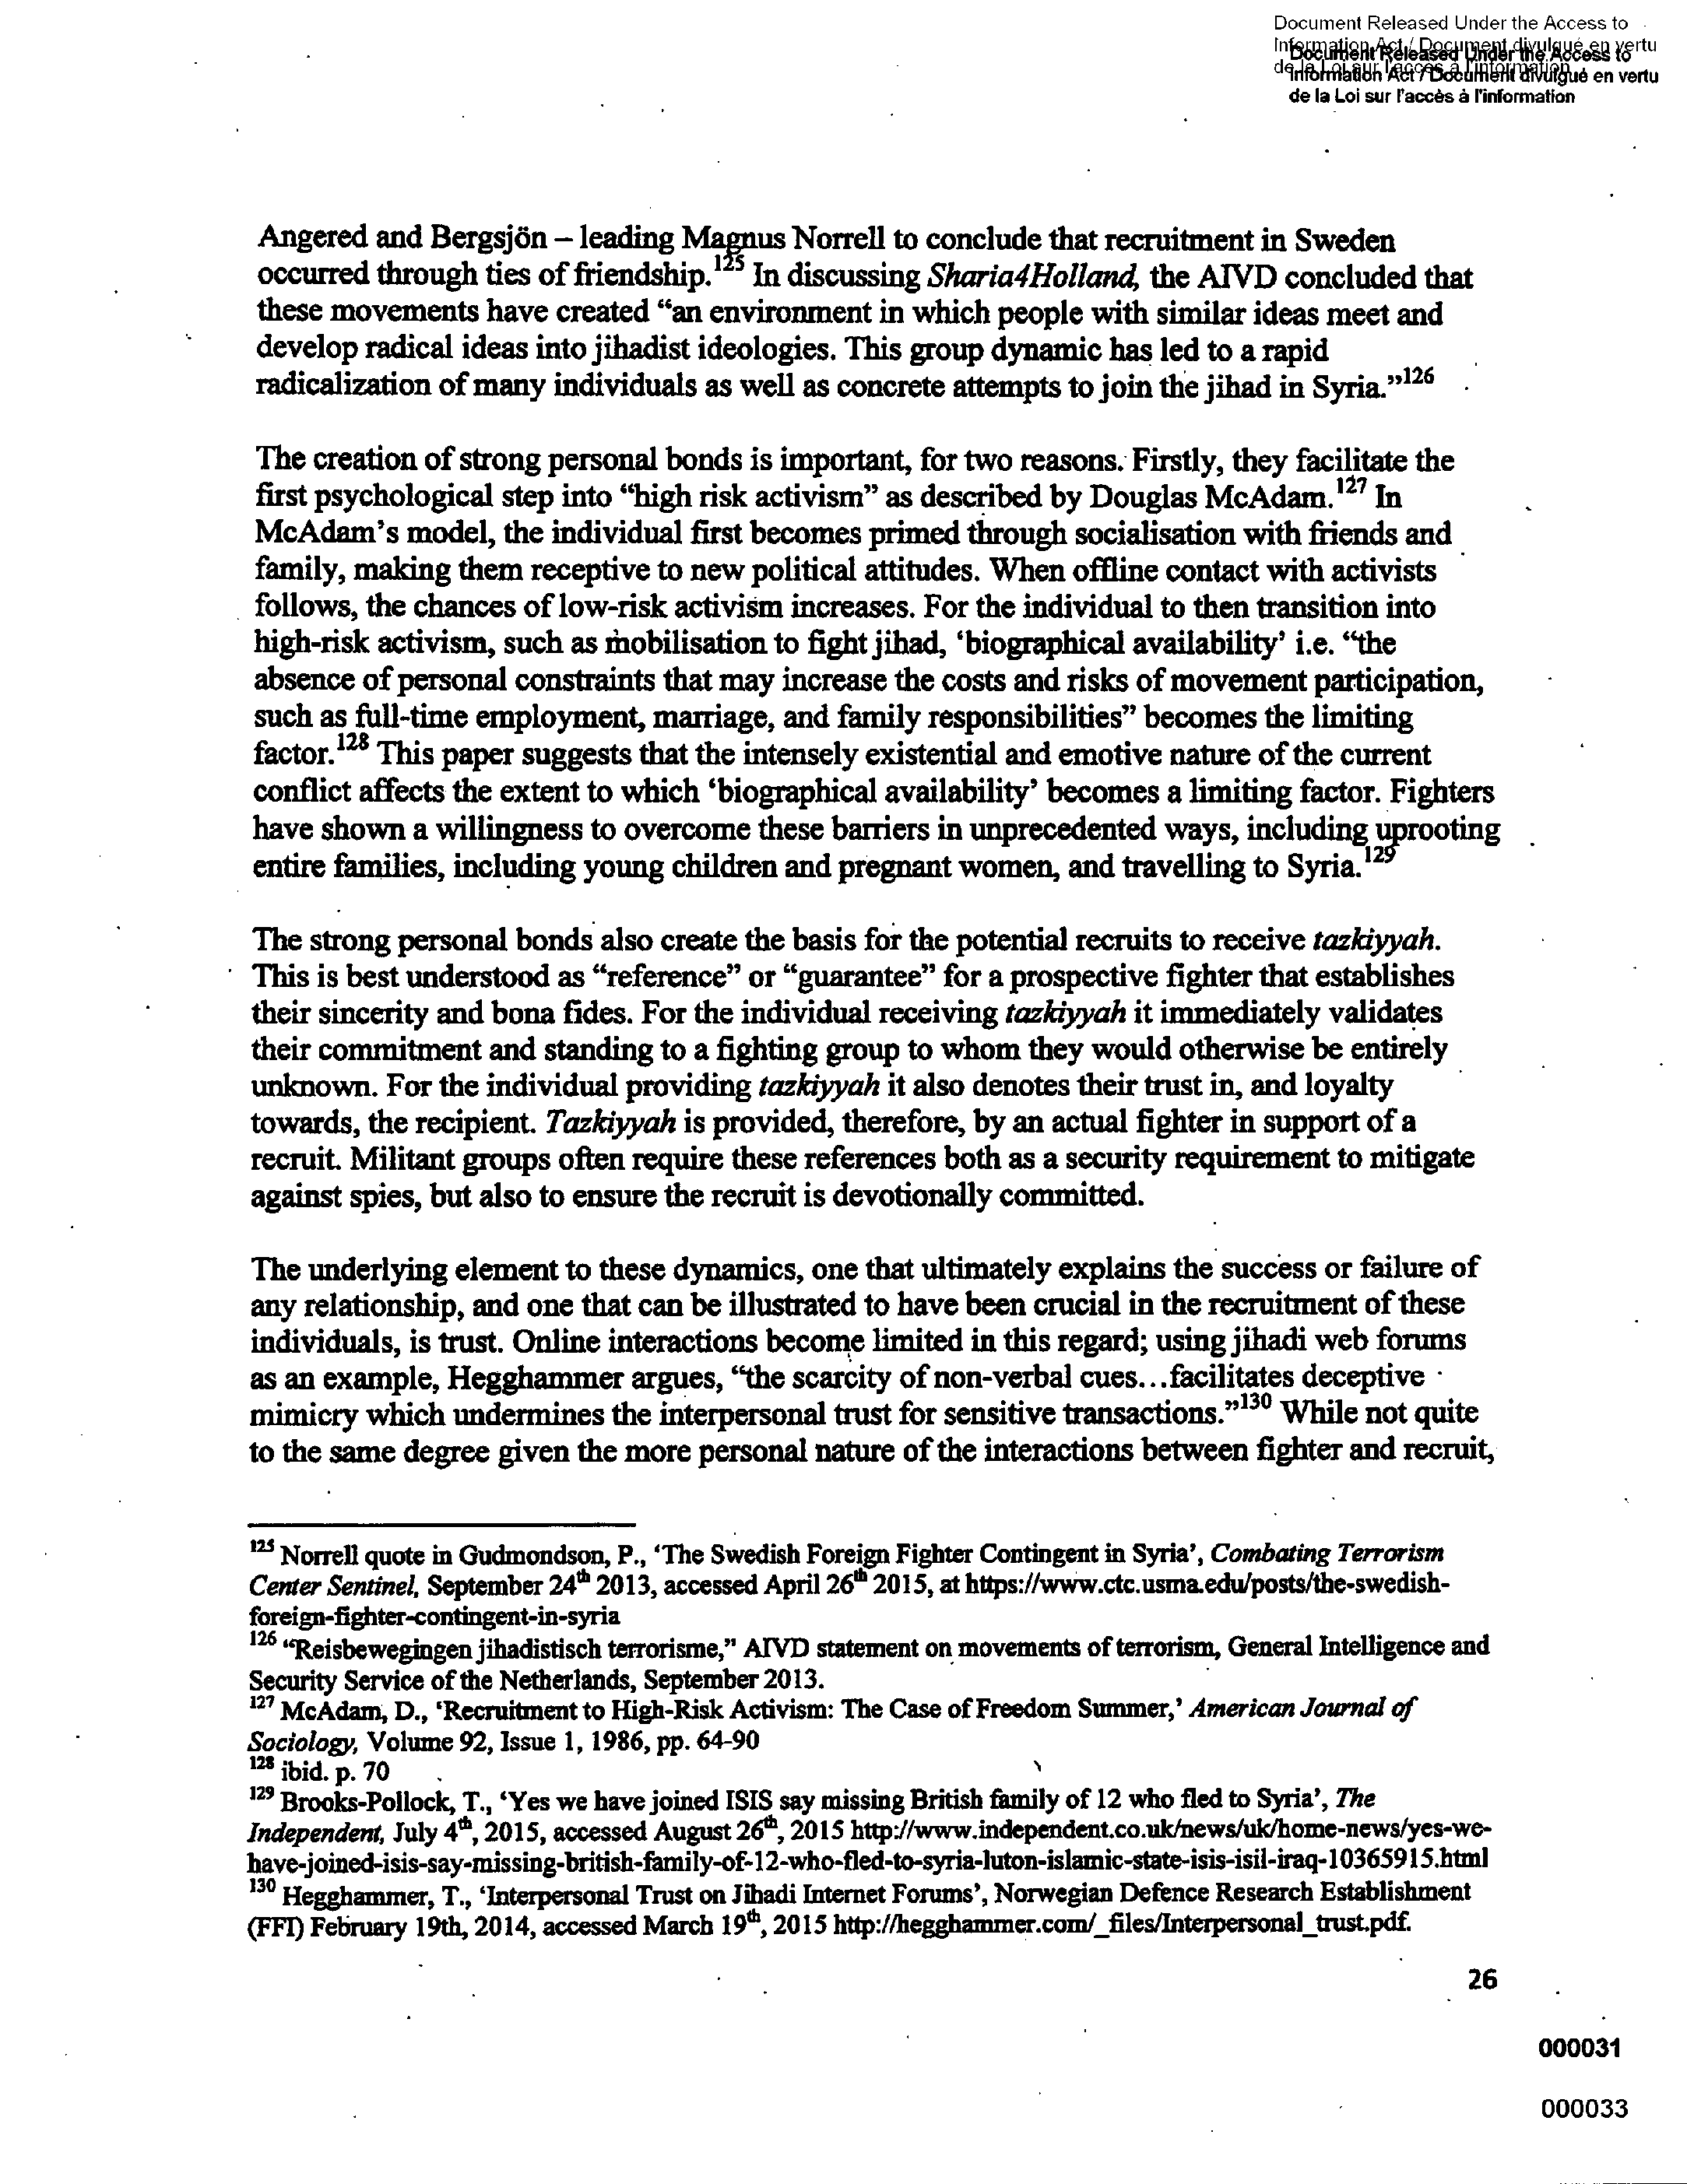 Document Released Under the Access to
Information Act / Document divulgué en vertu
de la Loi sur l'accès à l'information
Document Released Under the Access to
Information Act / Document divulgué en vertu
de la Loi sur l'accès à l'information
Angered and Bergsjön – leading Magnus Norrell to conclude that recruitment in Sweden
occurred through ties of friendship.125 In discussing Sharia4Holland, the AIVD concluded that
these movements have created “an environment in which people with similar ideas meet and
develop radical ideas into jihadist ideologies. This group dynamic has led to a rapid
radicalization of many individuals as well as concrete attempts to join the jihad in Syria.”126
The creation of strong personal bonds is important, for two reasons. Firstly, they facilitate the
first psychological step into “high risk activism” as described by Douglas McAdam.127 In
McAdam’s model, the individual first becomes primed through socialisation with friends and
family, making them receptive to new political attitudes. When offline contact with activists
follows, the chances of low-risk activism increases. For the individual to then transition into
high-risk activism, such as mobilisation to fight jihad, ‘biographical availability’ i.e. “the
absence of personal constraints that may increase the costs and risks of movement participation,
such as full-time employment, marriage, and family responsibilities” becomes the limiting
factor.128 This paper suggests that the intensely existential and emotive nature of the current
conflict affects the extent to which ‘biographical availability’ becomes a limiting factor. Fighters
have shown a willingness to overcome these barriers in unprecedented ways, including uprooting
entire families, including young children and pregnant women, and travelling to Syria.129
The strong personal bonds also create the basis for the potential recruits to receive tazkiyyah.
This is best understood as “reference” or “guarantee” for a prospective fighter that establishes
their sincerity and bona fides. For the individual receiving tazkiyyah it immediately validates
their commitment and standing to a fighting group to whom they would otherwise be entirely
unknown. For the individual providing tazkiyyah it also denotes their trust in, and loyalty
towards, the recipient. Tazkiyyah is provided, therefore, by an actual fighter in support of a
recruit. Militant groups often require these references both as a security requirement to mitigate
against spies, but also to ensure the recruit is devotionally committed.
The underlying element to these dynamics, one that ultimately explains the success or failure of
any relationship, and one that can be illustrated to have been crucial in the recruitment of these
individuals, is trust. Online interactions become limited in this regard; using jihadi web forums
as an example, Hegghammer argues, “the scarcity of non-verbal cues…facilitates deceptive
mimicry which undermines the interpersonal trust for sensitive transactions.”130 While not quite
to the same degree given the more personal nature of the interactions between fighter and recruit,
125 Norrell quote in Gudmondson, P., ‘The Swedish Foreign Fighter Contingent in Syria’, Combating Terrorism
Center Sentinel, September 24th 2013, accessed April 26th 2015, at https://www.ctc.usma.edu/posts/the-swedish-
foreign-fighter-contingent-in-syria
126 “Reisbewegingen jihadistisch terrorisme,” AIVD statement on movements of terrorism, General Intelligence and
Security Service of the Netherlands, September 2013.
127 McAdam, D., ‘Recruitment to High-Risk Activism: The Case of Freedom Summer,’ American Journal of
Sociology, Volume 92, Issue 1, 1986, pp. 64-90
128 ibid. p. 70
129 Brooks-Pollock, T., ‘Yes we have joined ISIS say missing British family of 12 who fled to Syria’, The
Independent, July 4th, 2015, accessed August 26th, 2015 http://www.independent.co.uk/news/uk/home-news/yes-we-
have-joined-isis-say-missing-british-family-of-12-who-fled-to-syria-luton-islamic-state-isis-isil-iraq-10365915.html
130 Hegghammer, T., ‘Interpersonal Trust on Jihadi Internet Forums’, Norwegian Defence Research Establishment
(FFI) February 19th, 2014, accessed March 19th, 2015 http://hegghammer.com/_files/Interpersonal_trust.pdf.
26
000031
000033